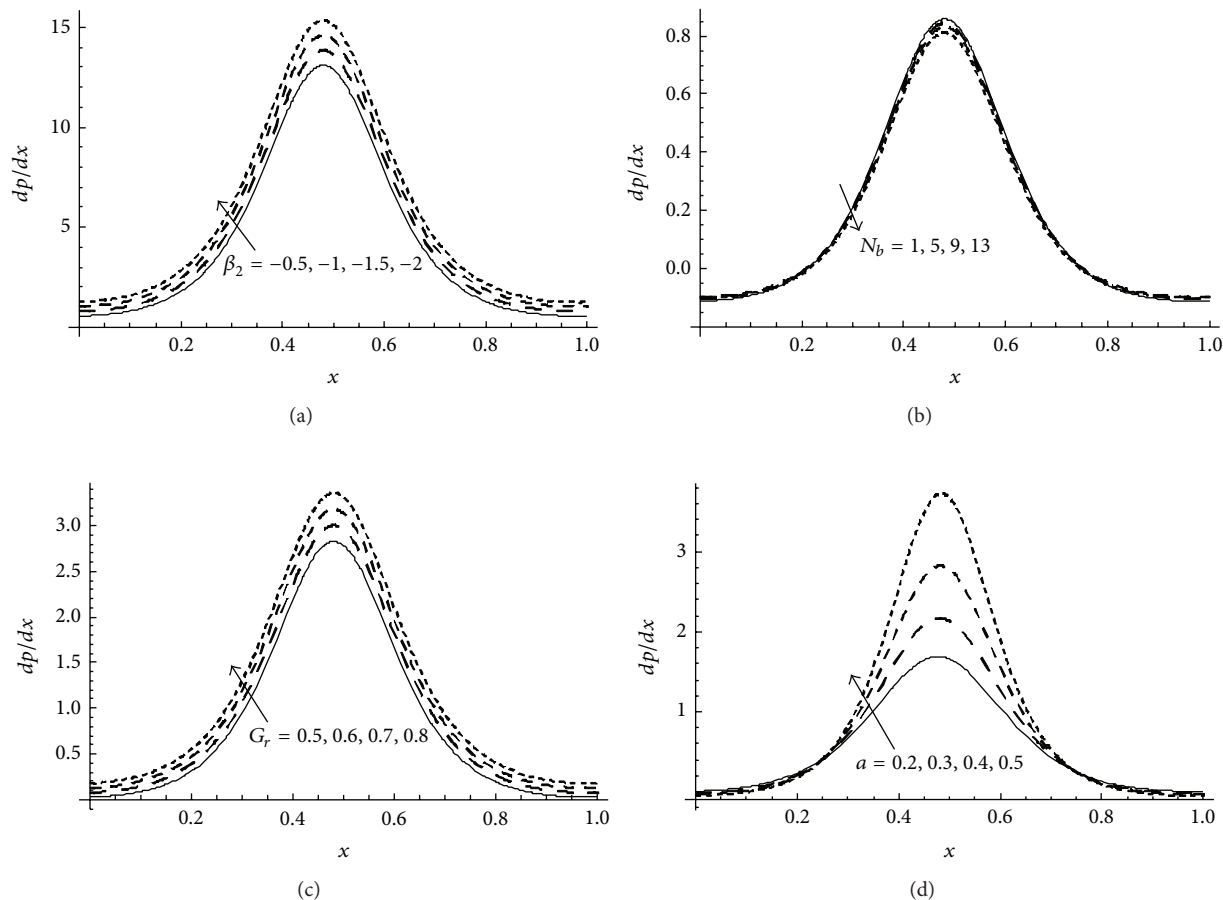 15
10
5
dp/dx
β₂ = −0.5, −1, −1.5, −2
0.2 0.4 0.6 0.8 1.0
x
(a)
0.8
0.6
0.4
0.2
0.0
dp/dx
N_b = 1, 5, 9, 13
0.2 0.4 0.6 0.8 1.0
x
(b)
3.0
2.5
2.0
1.5
1.0
0.5
dp/dx
G_r = 0.5, 0.6, 0.7, 0.8
0.2 0.4 0.6 0.8 1.0
x
(c)
3
2
1
dp/dx
a = 0.2, 0.3, 0.4, 0.5
0.2 0.4 0.6 0.8 1.0
x
(d)